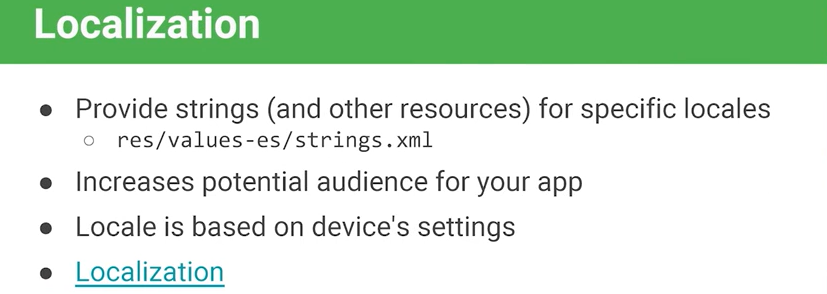 Localization
● Provide strings (and other resources) for specific locales
○ res/values-es/strings.xml
● Increases potential audience for your app
● Locale is based on device's settings
● Localization